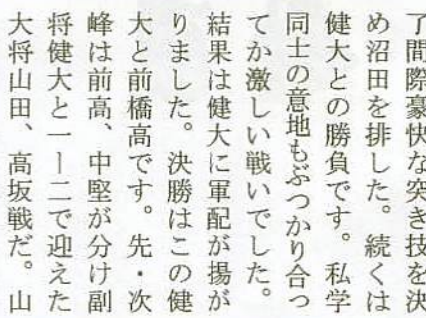 了間際豪快な突き技を決
め沼田を排した。続くは
健大との勝負です。私学
同士の意地もぶつかり合っ
てか激しい戦いでした。
結果は健大に軍配が揚が
りました。決勝はこの健
大と前橋高です。先・次
峰は前高、中堅が分け副
将健大と一ー二で迎えた
大将山田、高坂戦だ。山